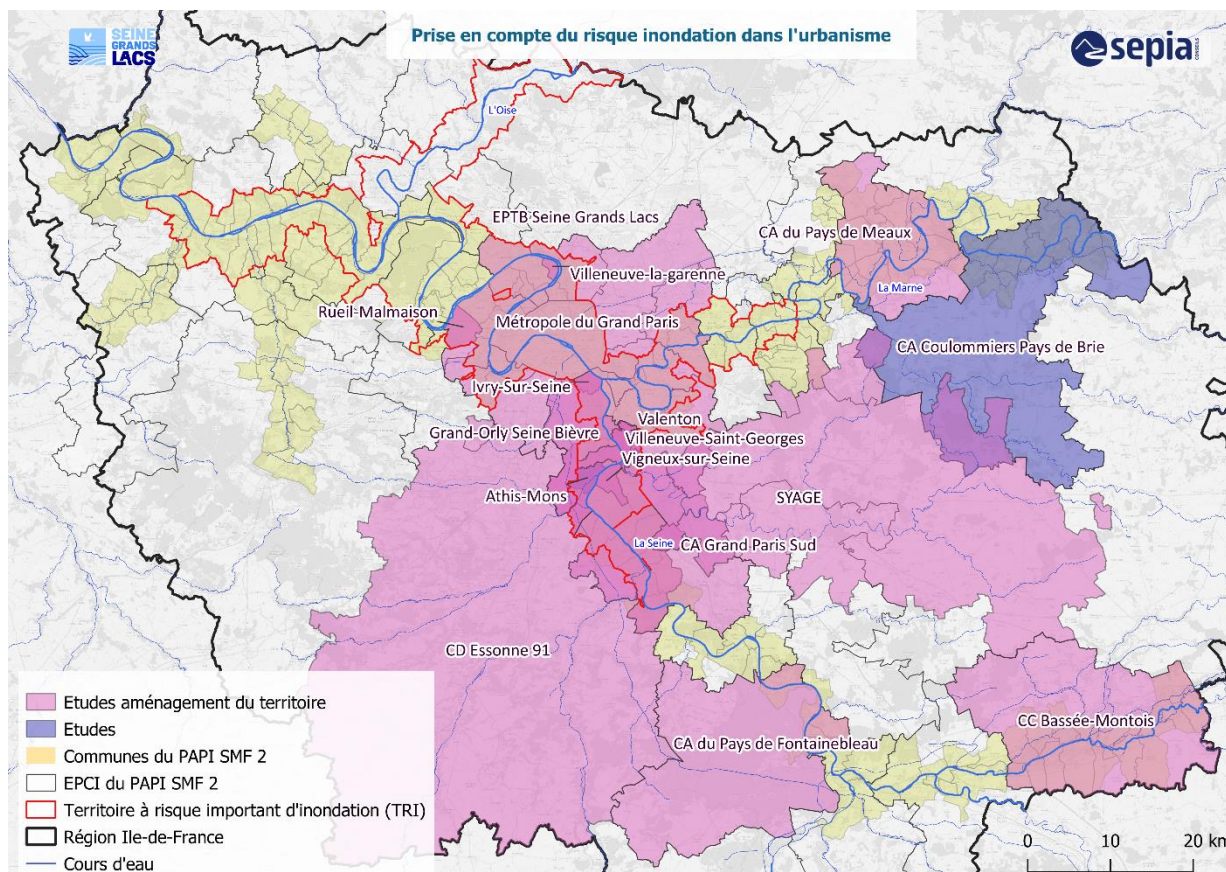 SEINE
GRANDS
LACS
Prise en compte du risque inondation dans l'urbanisme
sepia
CONSEILS
L'Oise
EPTB Seine Grands Lacs
CA du Pays de Meaux
Villeneuve-la-garenne
La Marne
Rueil-Malmaison
Métropole du Grand Paris
CA Coulommiers Pays de Brie
Ivry-Sur-Seine
Valenton
Grand-Orly Seine Bièvre
Villeneuve-Saint-Georges
Vigneux-sur-Seine
Athis-Mons
SYAGE
La Seine
CA Grand Paris Sud
CD Essonne 91
CC Bassée-Montois
CA du Pays de Fontainebleau
Etudes aménagement du territoire
Etudes
Communes du PAPI SMF 2
EPCI du PAPI SMF 2
Territoire à risque important d'inondation (TRI)
Région Ile-de-France
Cours d'eau
0 10 20 km